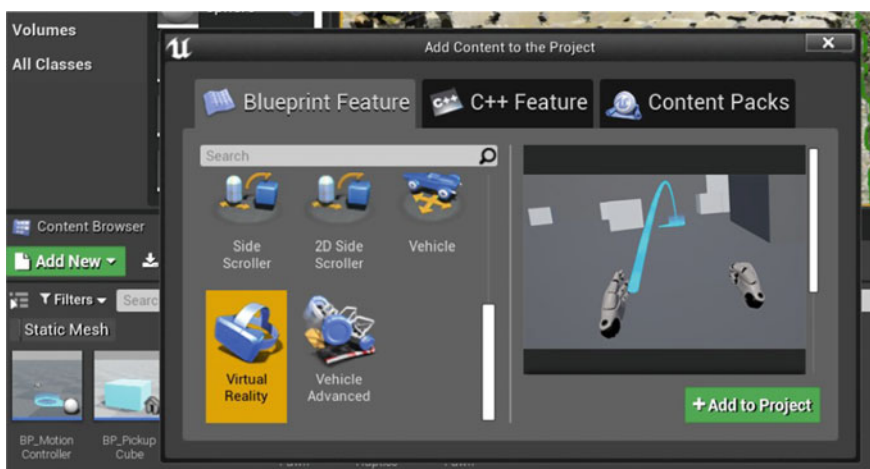 Volumes
All Classes
Add Content to the Project
Blueprint Feature
C++
C++ Feature
Content Packs
Search
Side
Scroller
2D Side
Scroller
Vehicle
Virtual
Reality
Vehicle
Advanced
+ Add to Project
Content Browser
Add New
Filters
Searc
Static Mesh
BP_Motion
Controller
BP_Pickup
Cube